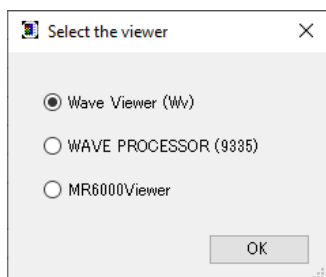 Select the viewer
Wave Viewer (Wv)
WAVE PROCESSOR (9335)
MR6000Viewer
OK